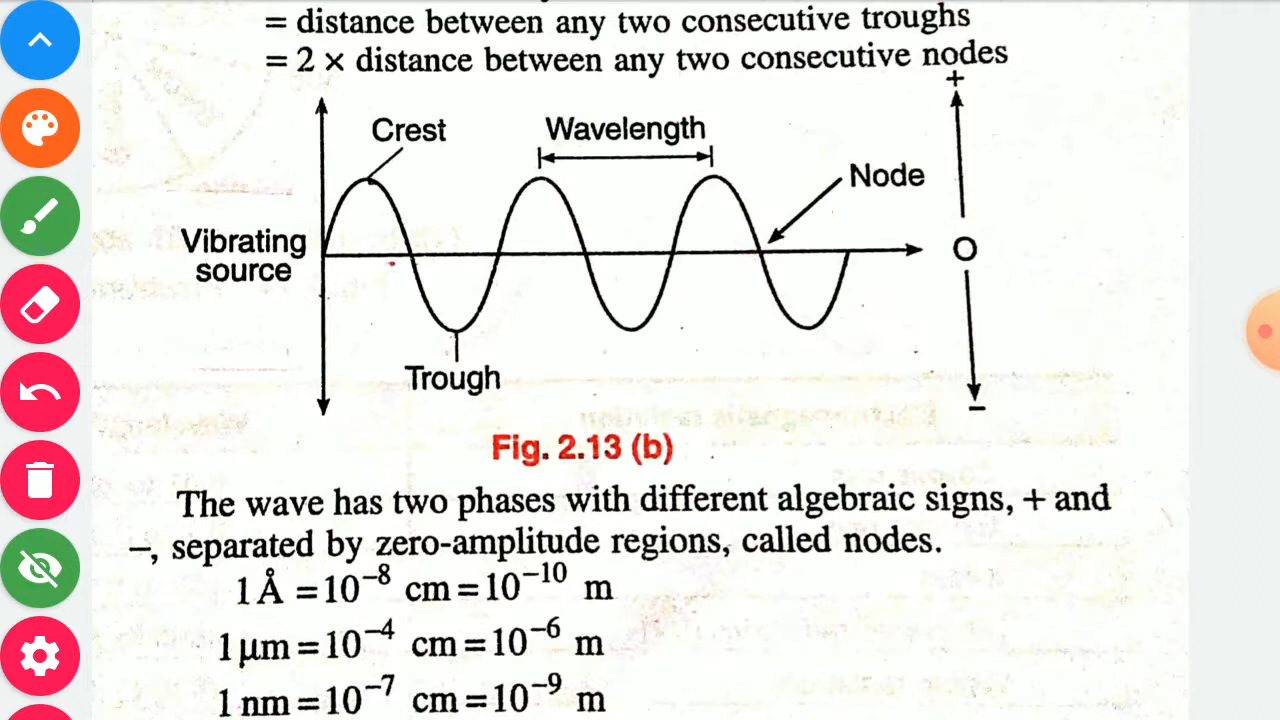 = distance between any two consecutive troughs
= 2 × distance between any two consecutive nodes
+
Crest
Wavelength
Node
Vibrating
source
O
Trough
–
Fig. 2.13 (b)
The wave has two phases with different algebraic signs, + and
–, separated by zero-amplitude regions, called nodes.
1 Å = 10⁻⁸ cm = 10⁻¹⁰ m
1 μm = 10⁻⁴ cm = 10⁻⁶ m
1 nm = 10⁻⁷ cm = 10⁻⁹ m